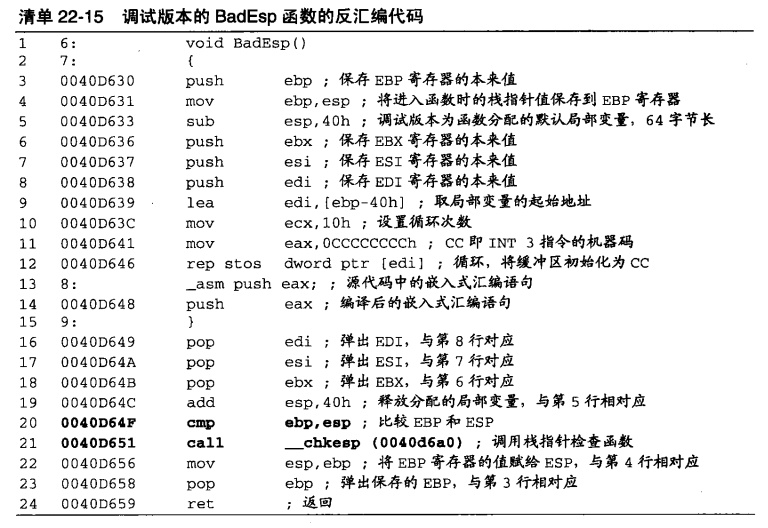 清单 22-15 调试版本的 BadEsp 函数的反汇编代码
1 6: void BadEsp()
2 7: {
3 0040D630 push ebp ; 保存 EBP 寄存器的本来值
4 0040D631 mov ebp,esp ; 将进入函数时的栈指针值保存到 EBP 寄存器
5 0040D633 sub esp,40h ; 调试版本为函数分配的默认局部变量，64 字节长
6 0040D636 push ebx ; 保存 EBX 寄存器的本来值
7 0040D637 push esi ; 保存 ESI 寄存器的本来值
8 0040D638 push edi ; 保存 EDI 寄存器的本来值
9 0040D639 lea edi,[ebp-40h] ; 取局部变量的起始地址
10 0040D63C mov ecx,10h ; 设置循环次数
11 0040D641 mov eax,0CCCCCCCCh ; CC 即 INT 3 指令的机器码
12 0040D646 rep stos dword ptr [edi] ; 循环，将缓冲区初始化为 CC
13 8: _asm push eax; ; 源代码中的嵌入式汇编语句
14 0040D648 push eax ; 编译后的嵌入式汇编语句
15 9: }
16 0040D649 pop edi ; 弹出 EDI，与第 8 行对应
17 0040D64A pop esi ; 弹出 ESI，与第 7 行对应
18 0040D64B pop ebx ; 弹出 EBX，与第 6 行对应
19 0040D64C add esp,40h ; 释放分配的局部变量，与第 5 行相对应
20 0040D64F cmp ebp,esp ; 比较 EBP 和 ESP
21 0040D651 call __chkesp (0040d6a0) ; 调用栈指针检查函数
22 0040D656 mov esp,ebp ; 将 EBP 寄存器的值赋给 ESP，与第 4 行相对应
23 0040D658 pop ebp ; 弹出保存的 EBP，与第 3 行相对应
24 0040D659 ret ; 返回